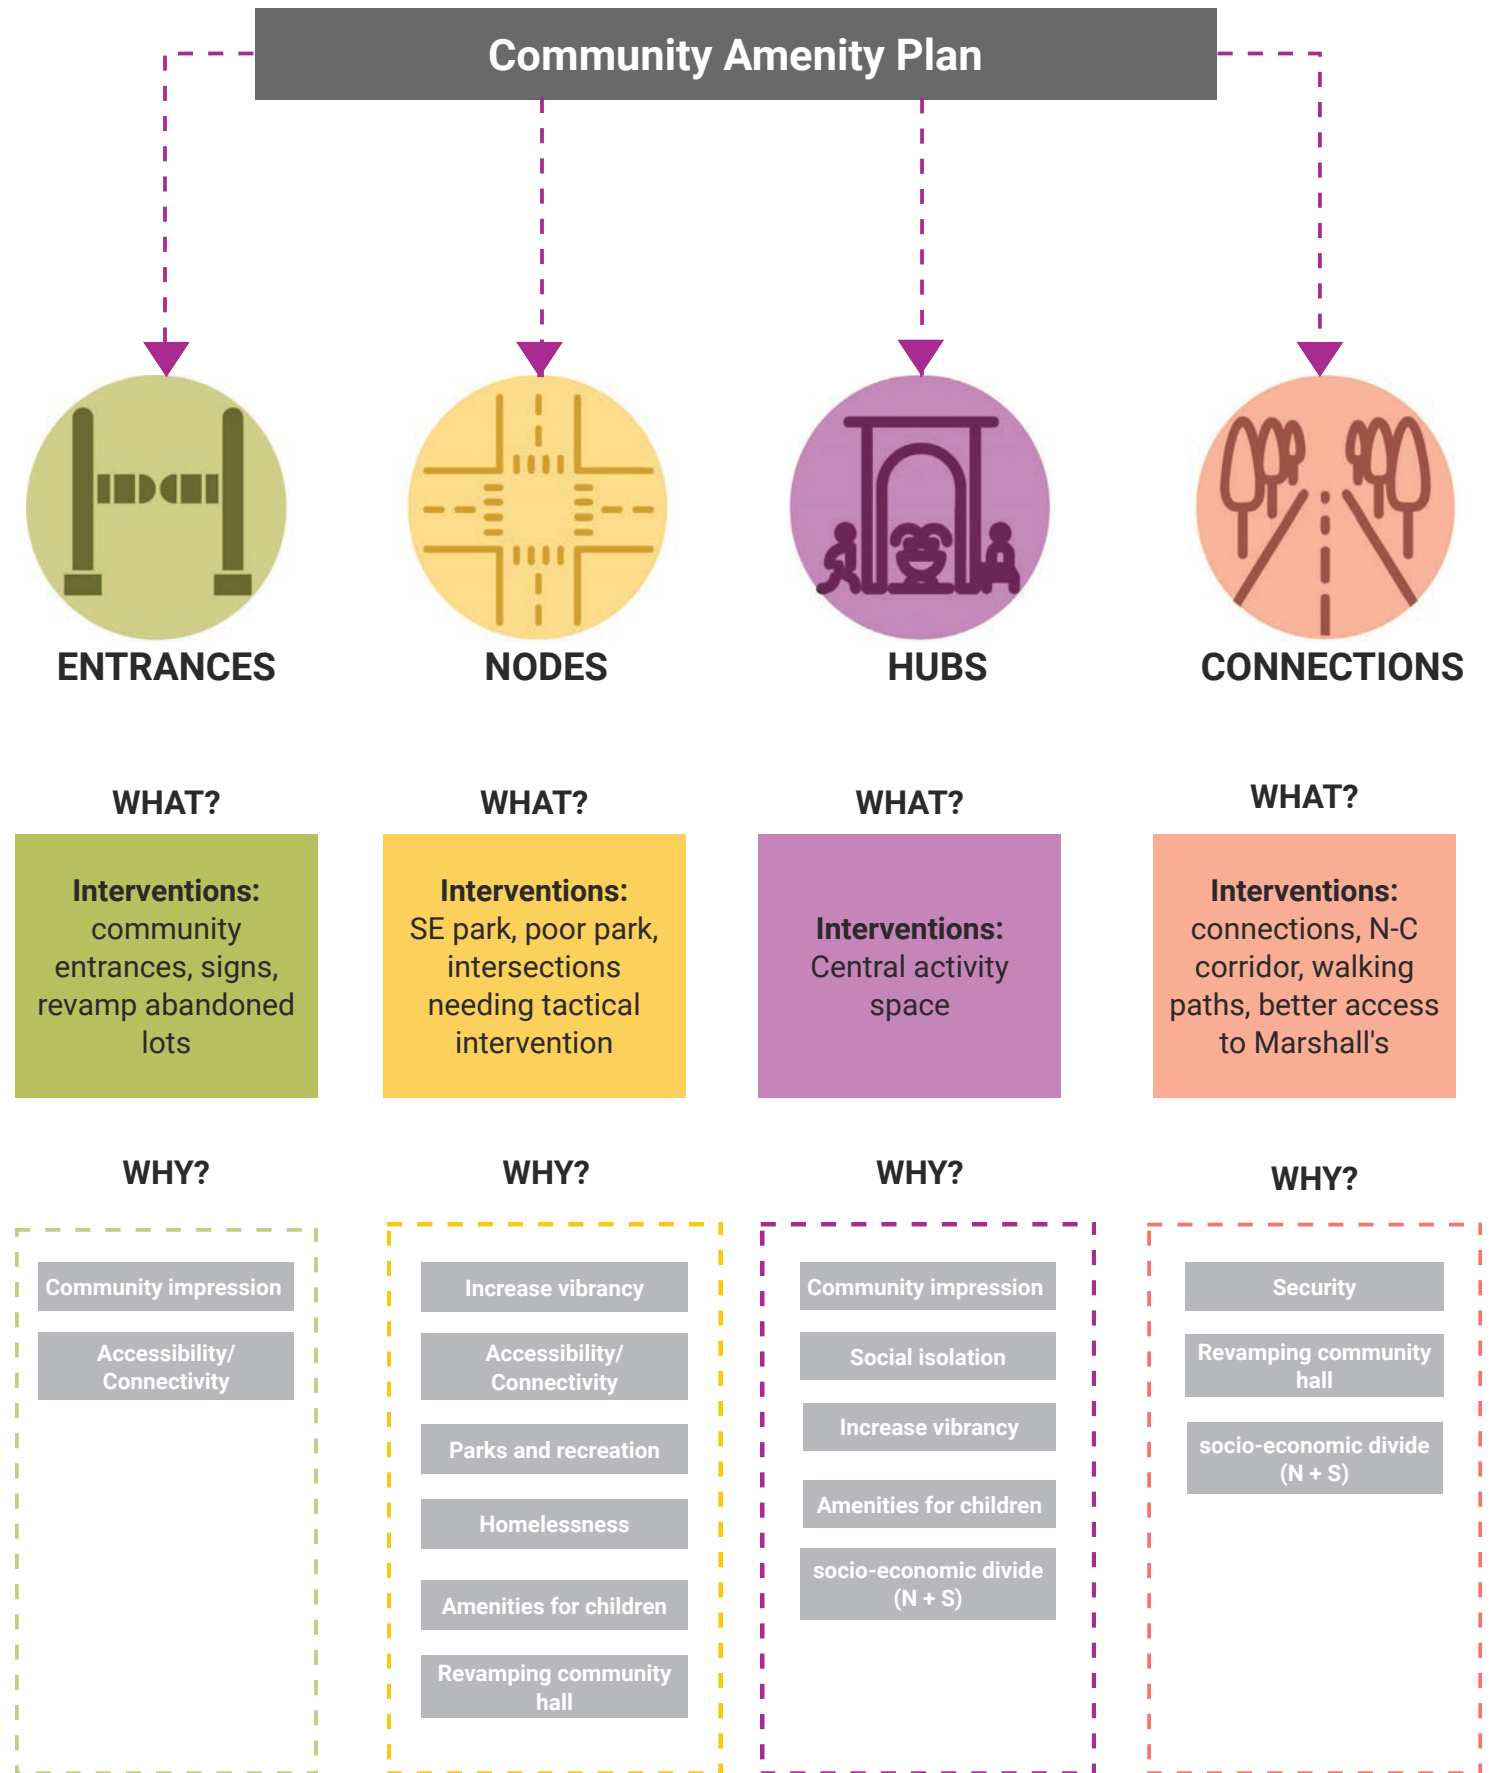 Community Amenity Plan
ENTRANCES
NODES
HUBS
CONNECTIONS
WHAT?
WHAT?
WHAT?
WHAT?
Interventions:
community
entrances, signs,
revamp abandoned
lots
Interventions:
SE park, poor park,
intersections
needing tactical
intervention
Interventions:
Central activity
space
Interventions:
connections, N-C
corridor, walking
paths, better access
to Marshall's
WHY?
WHY?
WHY?
WHY?
Community impression
Accessibility/
Connectivity
Increase vibrancy
Accessibility/
Connectivity
Parks and recreation
Homelessness
Amenities for children
Revamping community
hall
Community impression
Social isolation
Increase vibrancy
Amenities for children
socio-economic divide
(N + S)
Security
Revamping community
hall
socio-economic divide
(N + S)